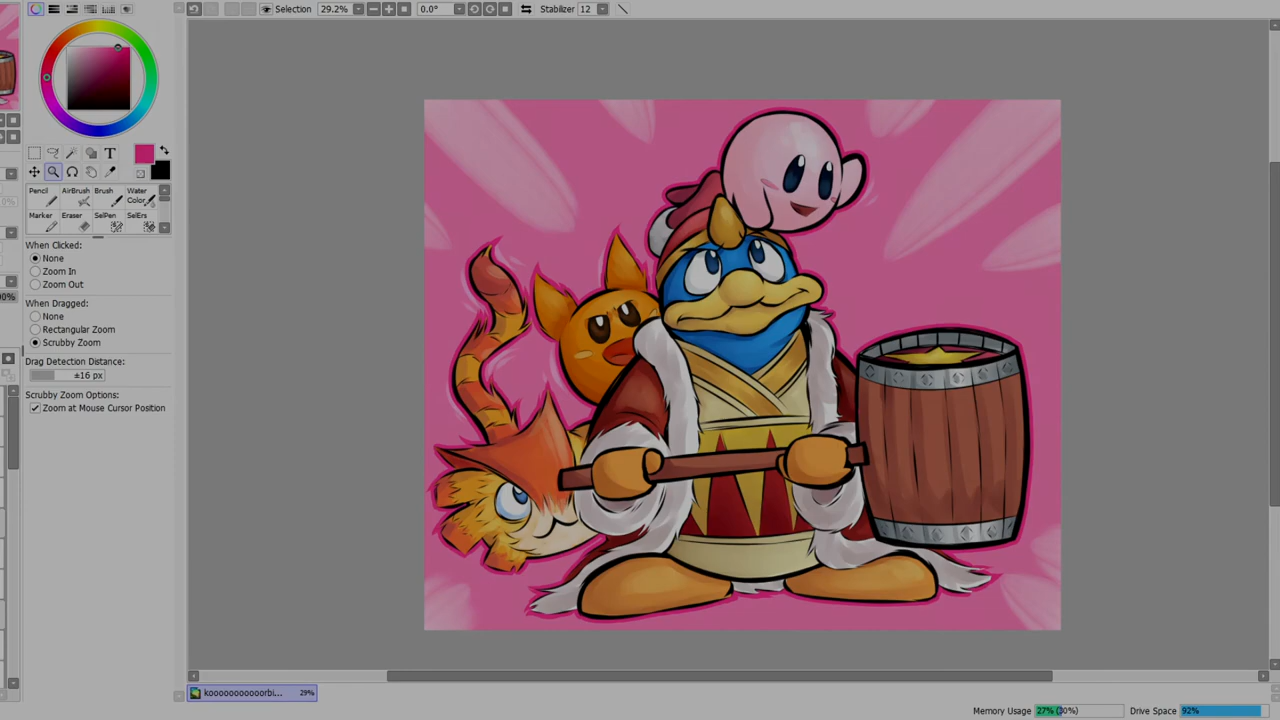 Selection 29.2% 0.0° Stabilizer 12
T
Pencil AirBrush Brush Water Color
Marker Eraser SelPen SelErs
When Clicked:
None
Zoom In
Zoom Out
When Dragged:
None
Rectangular Zoom
Scrubby Zoom
Drag Detection Distance:
±16 px
Scrubby Zoom Options:
Zoom at Mouse Cursor Position
kooooooooooorbi... 29%
Memory Usage 27% (30%) Drive Space 92%